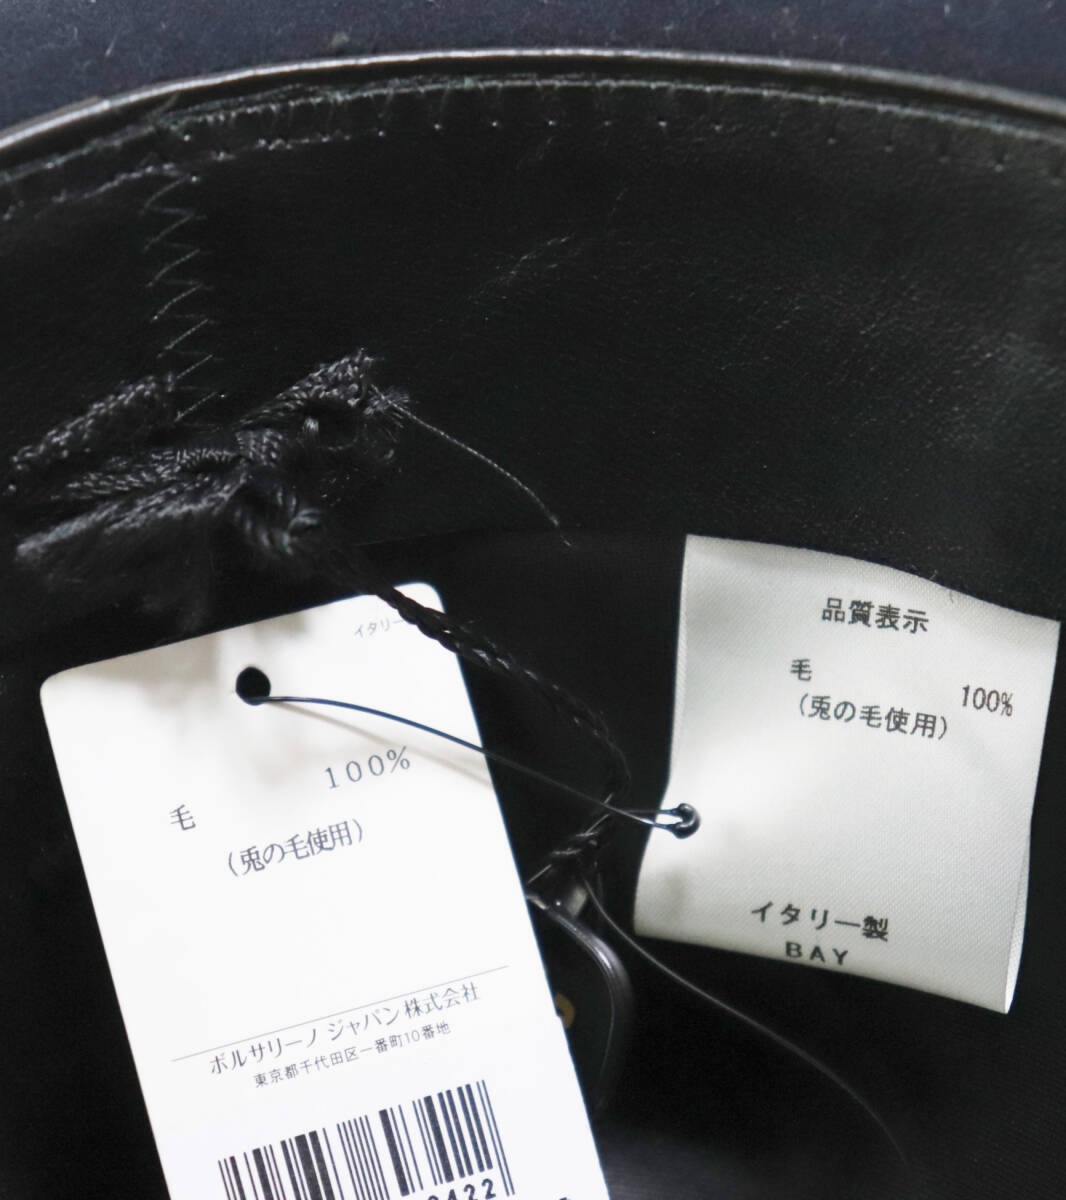 イタリー
100%
毛
（兎の毛使用）
ボルサリーノ ジャパン株式会社
東京都千代田区一番町10番地
品質表示
毛
100%
（兎の毛使用）
イタリー製
BAY